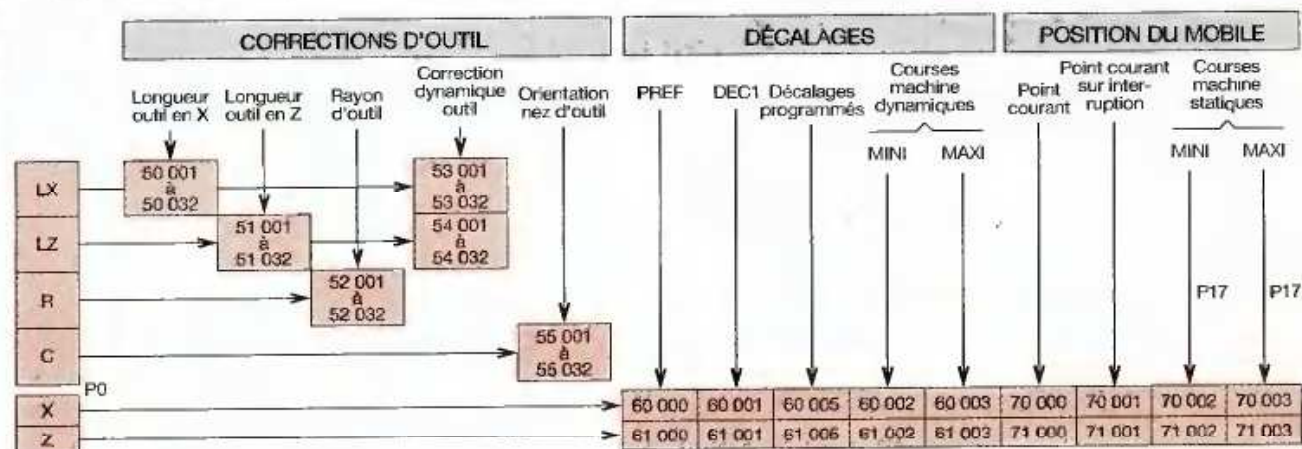 CORRECTIONS D'OUTIL
DÉCALAGES
POSITION DU MOBILE
Longueur
outil en X
Longueur
outil en Z
Rayon
d'outil
Correction
dynamique
outil
Orientation
nez d'outil
PREF
DEC1
Décalages
programmés
Courses
machine
dynamiques
MINI
MAXI
Point
courant
Point courant
sur inter-
ruption
Courses
machine
statiques
MINI
MAXI
LX
50 001
à
50 032
53 001
à
53 032
LZ
51 001
à
51 032
54 001
à
54 032
R
52 001
à
52 032
P17
P17
C
55 001
à
55 032
P0
X
60 000 60 001 60 005 60 002 60 003 70 000 70 001 70 002 70 003
Z
61 000 61 001 61 006 61 002 61 003 71 000 71 001 71 002 71 003